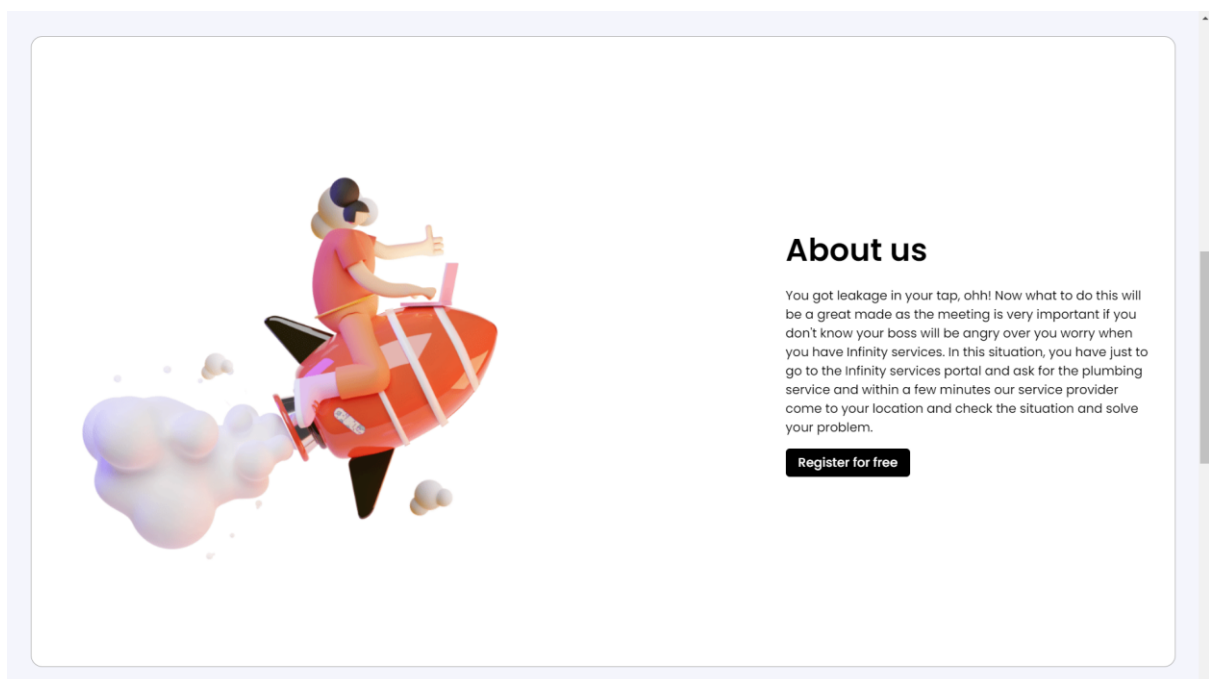 About us
You got leakage in your tap, ohh! Now what to do this will
be a great made as the meeting is very important if you
don't know your boss will be angry over you worry when
you have Infinity services. In this situation, you have just to
go to the Infinity services portal and ask for the plumbing
service and within a few minutes our service provider
come to your location and check the situation and solve
your problem.
Register for free